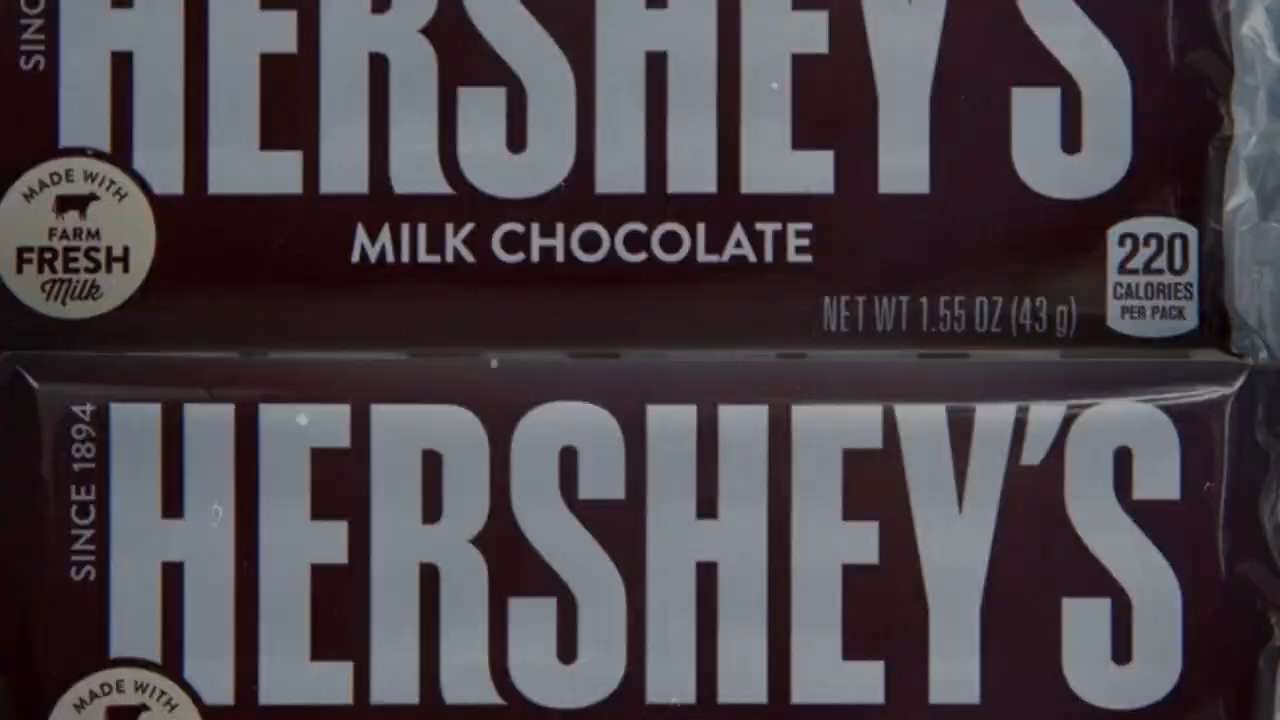 SINC
HERSHEY'S
MADE WITH
FARM
FRESH
Milk
MILK CHOCOLATE
NET WT 1.55 OZ (43 g)
220
CALORIES
PER PACK
SINCE 1894
HERSHEY'S
MADE WITH